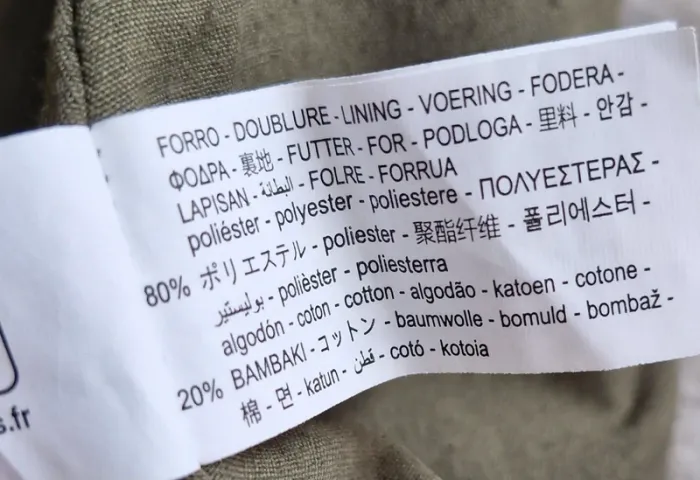 FORRO - DOUBLURE - LINING - VOERING - FODERA -
ΦΟΔΡΑ - 裏地 - FUTTER - FOR - PODLOGA - 里料 - 안감 -
LAPISAN - البطانة - FOLRE - FORRUA
polièster - polyester - poliestere - ΠΟΛΥΕΣΤΕΡΑΣ -
80% ポリエステル - poliester - 聚酯纤维 - 폴리에스터 -
بوليستير - polièster - poliesterra
algodón - coton - cotton - algodão - katoen - cotone -
20% BAMBAKI - コットン - baumwolle - bomuld - bombaž -
棉 - 면 - katun - قطن - cotó - kotoia
s.fr